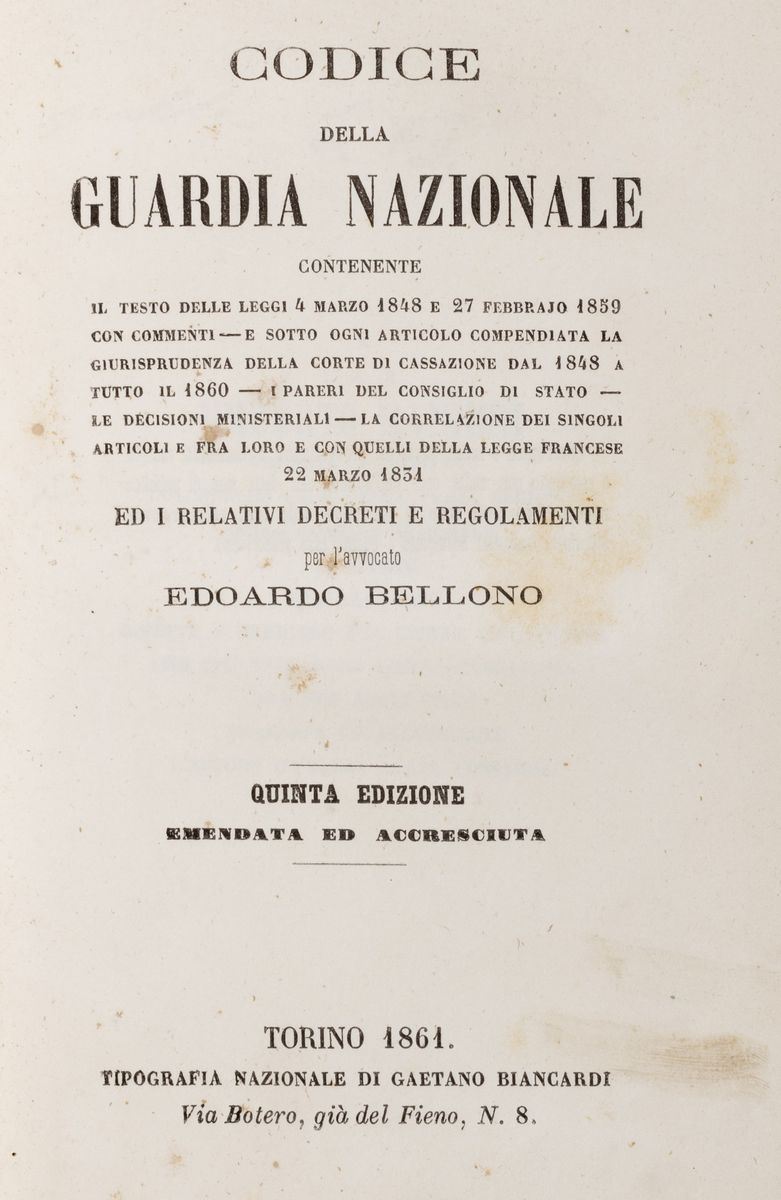 CODICE
DELLA
GUARDIA NAZIONALE
CONTENENTE
IL TESTO DELLE LEGGI 4 MARZO 1848 E 27 FEBBRAJO 1859
CON COMMENTI — E SOTTO OGNI ARTICOLO COMPENDIATA LA
GIURISPRUDENZA DELLA CORTE DI CASSAZIONE DAL 1848 A
TUTTO IL 1860 — I PARERI DEL CONSIGLIO DI STATO —
LE DECISIONI MINISTERIALI — LA CORRELAZIONE DEI SINGOLI
ARTICOLI E FRA LORO E CON QUELLI DELLA LEGGE FRANCESE
22 MARZO 1831
ED I RELATIVI DECRETI E REGOLAMENTI
per l'avvocato
EDOARDO BELLONO
QUINTA EDIZIONE
EMENDATA ED ACCRESCIUTA
TORINO 1861.
TIPOGRAFIA NAZIONALE DI GAETANO BIANCARDI
Via Botero, già del Fieno, N. 8.